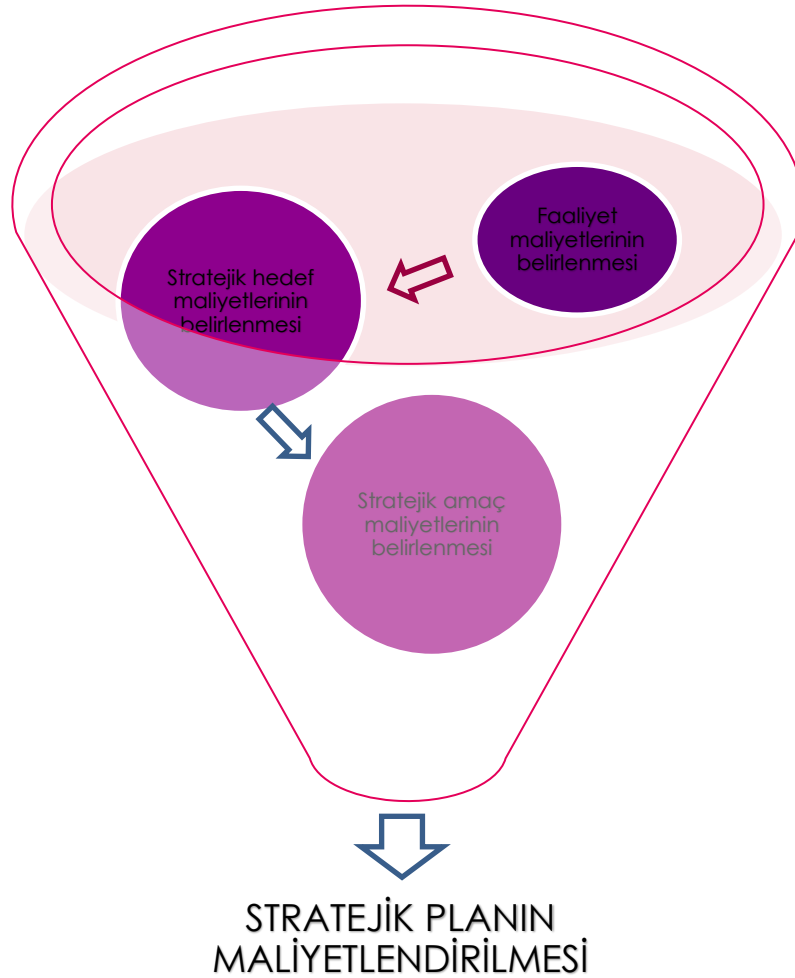 Faaliyet
maliyetlerinin
belirlenmesi
Stratejik hedef
maliyetlerinin
belirlenmesi
Stratejik amaç
maliyetlerinin
belirlenmesi
STRATEJİK PLANIN
MALİYETLENDİRİLMESİ